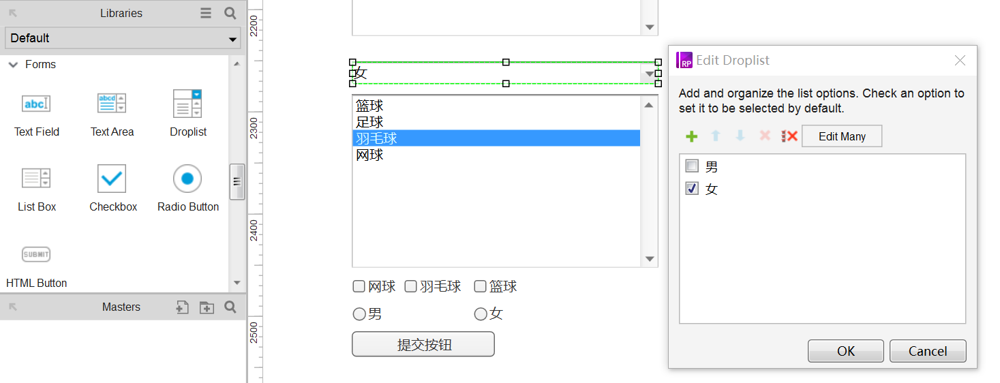 Libraries
Default
Forms
abc
abcd
Text Field
Text Area
Droplist
List Box
Checkbox
Radio Button
SUBMIT
HTML Button
Masters
2200
2300
2400
2500
女
篮球
足球
羽毛球
网球
网球
羽毛球
篮球
男
女
提交按钮
RP
Edit Droplist
Add and organize the list options. Check an option to
set it to be selected by default.
Edit Many
男
女
OK
Cancel